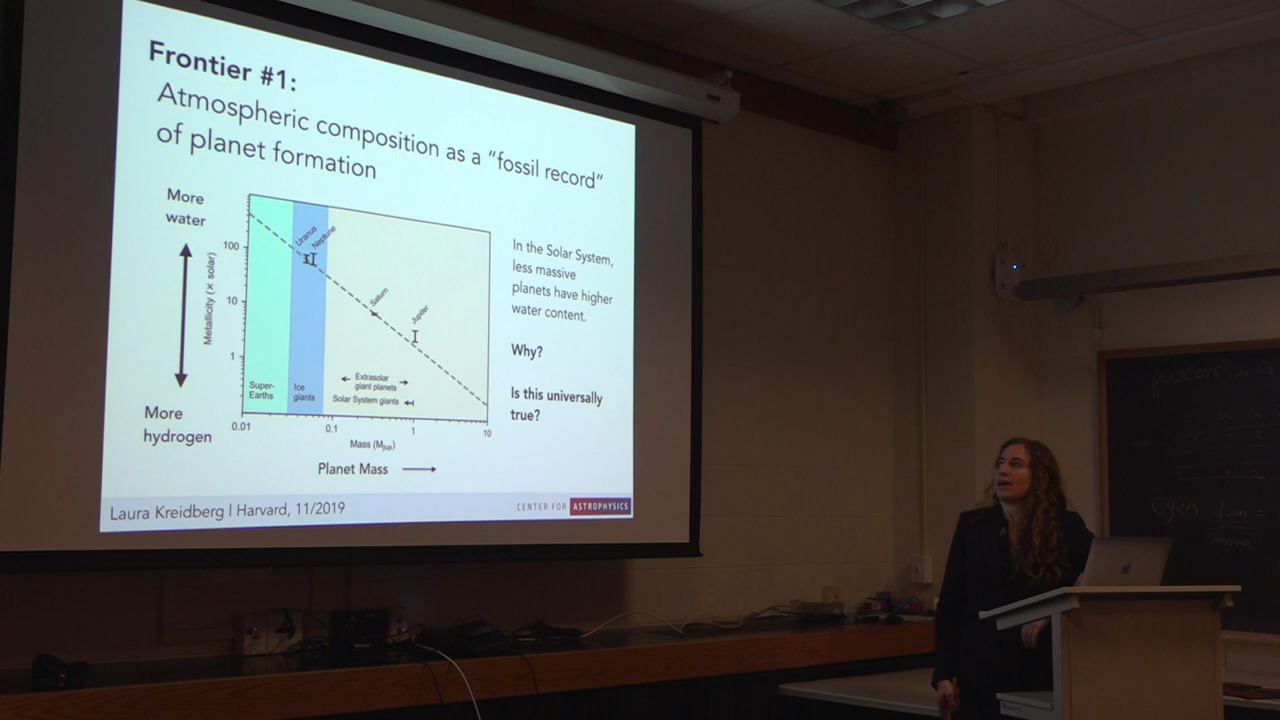 Frontier #1:
Atmospheric composition as a "fossil record"
of planet formation
More
water
More
hydrogen
Metallicity (× solar)
100
10
1
Uranus
Neptune
Saturn
Jupiter
Super-
Earths
Ice
giants
Extrasolar
giant planets
Solar System giants
0.01
0.1
1
10
Mass (Mjup)
Planet Mass
In the Solar System,
less massive
planets have higher
water content.
Why?
Is this universally
true?
Laura Kreidberg | Harvard, 11/2019
CENTER FOR ASTROPHYSICS